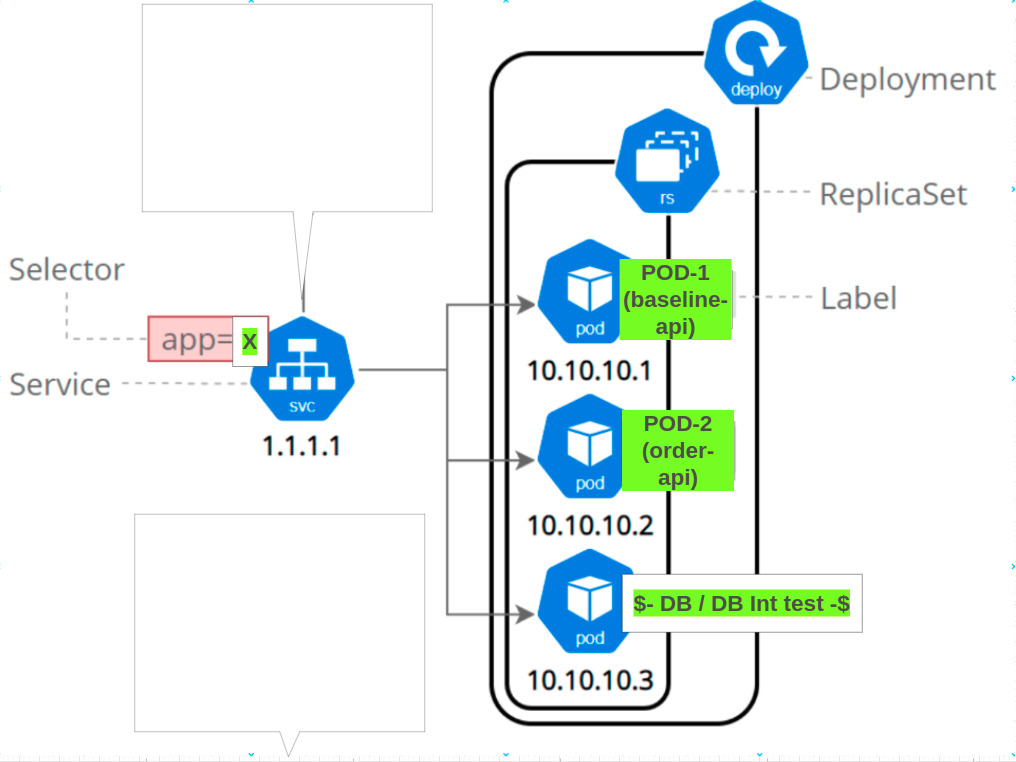 deploy
Deployment
rs
ReplicaSet
Selector
app= X
Service
svc
1.1.1.1
POD-1
(baseline-
api)
pod
Label
10.10.10.1
POD-2
(order-
api)
pod
10.10.10.2
$- DB / DB Int test -$
pod
10.10.10.3